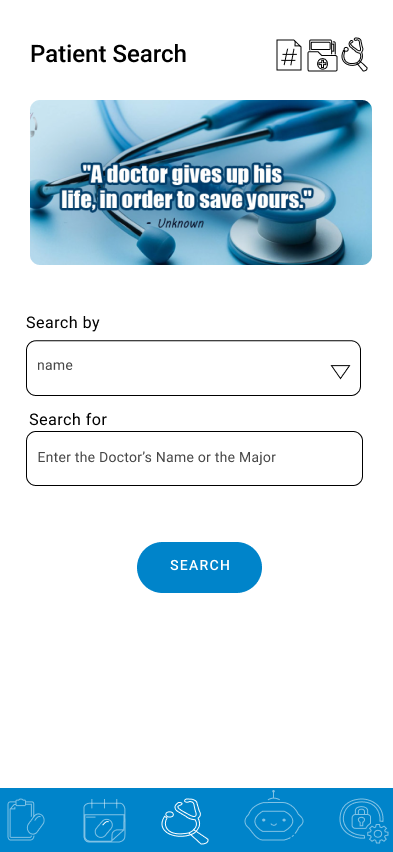 Patient Search
#
"A doctor gives up his
life, in order to save yours."
- Unknown
Search by
name
Search for
Enter the Doctor's Name or the Major
SEARCH